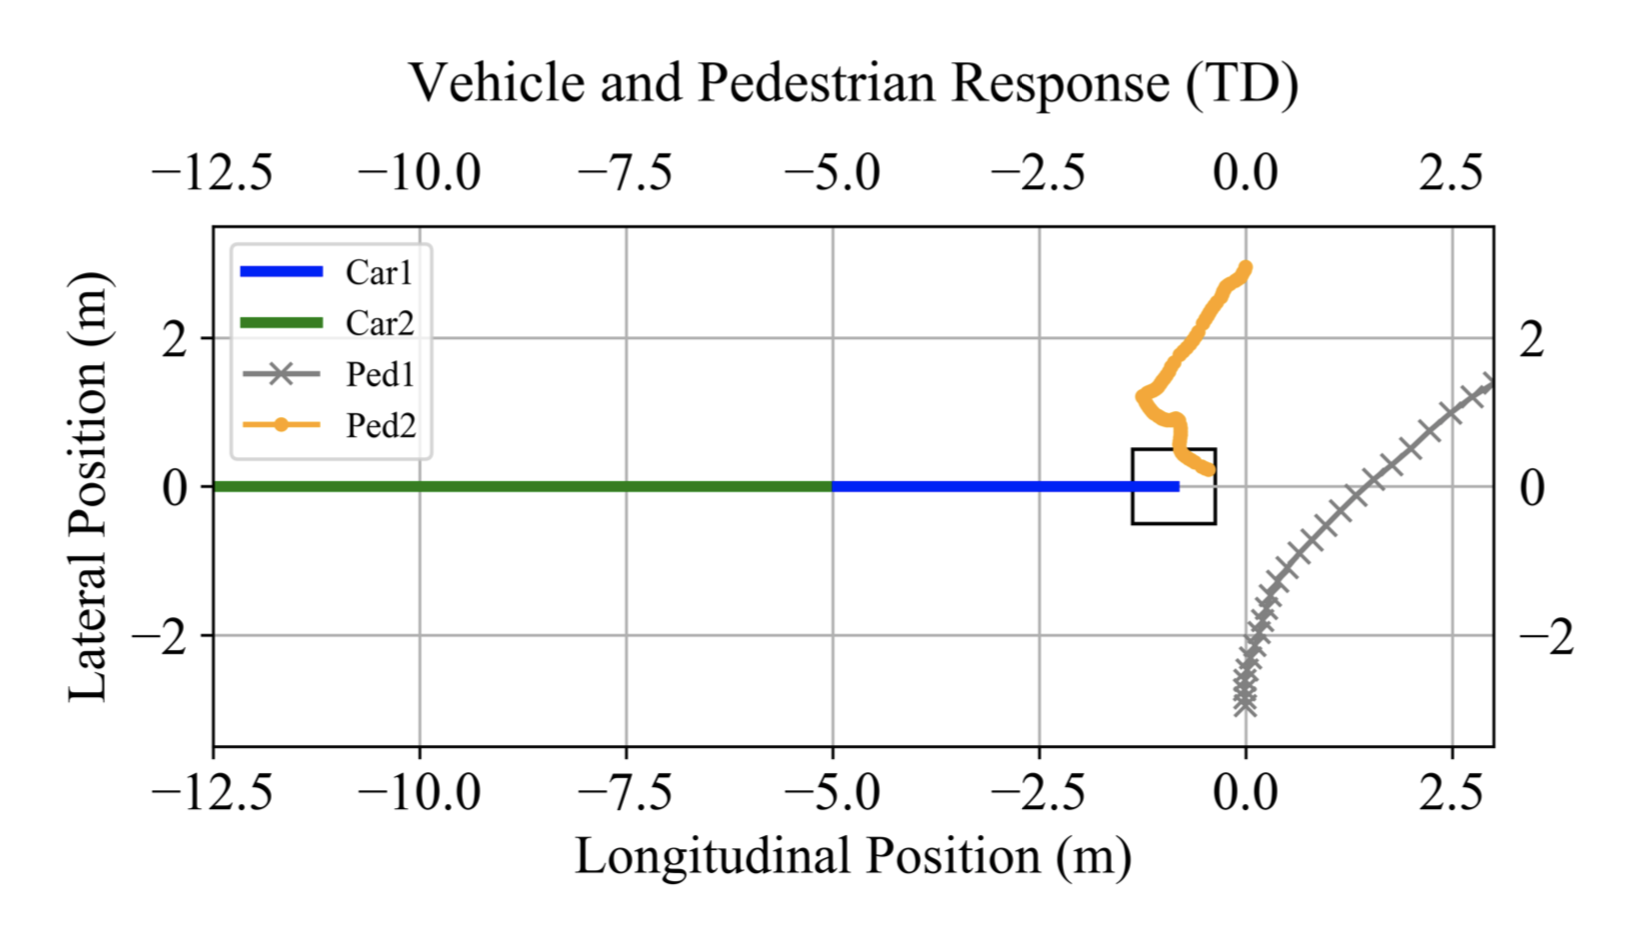 Vehicle and Pedestrian Response (TD)
−12.5 −10.0 −7.5 −5.0 −2.5 0.0 2.5
Car1
Car2
Ped1
Ped2
Lateral Position (m)
2
0
−2
2
0
−2
−12.5 −10.0 −7.5 −5.0 −2.5 0.0 2.5
Longitudinal Position (m)